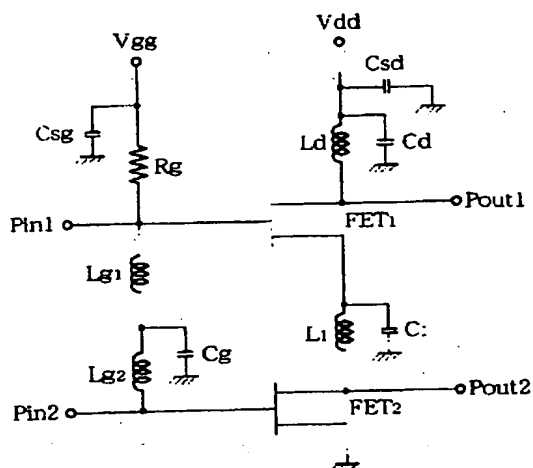 Vgg
Vdd
Csd
Csg
Rg
Ld
Cd
Pin1
Pout1
FET1
Lg1
L1
C:
Lg2
Cg
Pin2
Pout2
FET2